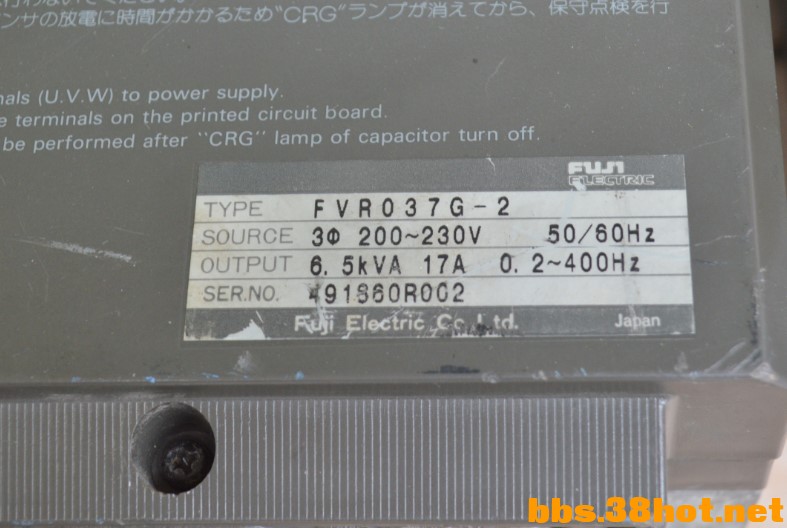 ンサの放電に時間がかかるため"CRG"ランプが消えてから、保守点検を行
nals (U.V.W) to power supply.
e terminals on the printed circuit board.
be performed after "CRG" lamp of capacitor turn off.
FUJI
ELECTRIC
TYPE FVR037G-2
SOURCE 3Φ 200~230V 50/60Hz
OUTPUT 6.5kVA 17A 0.2~400Hz
SER.NO. 491860R002
Fuji Electric Co.,Ltd. Japan
bbs.38hot.net